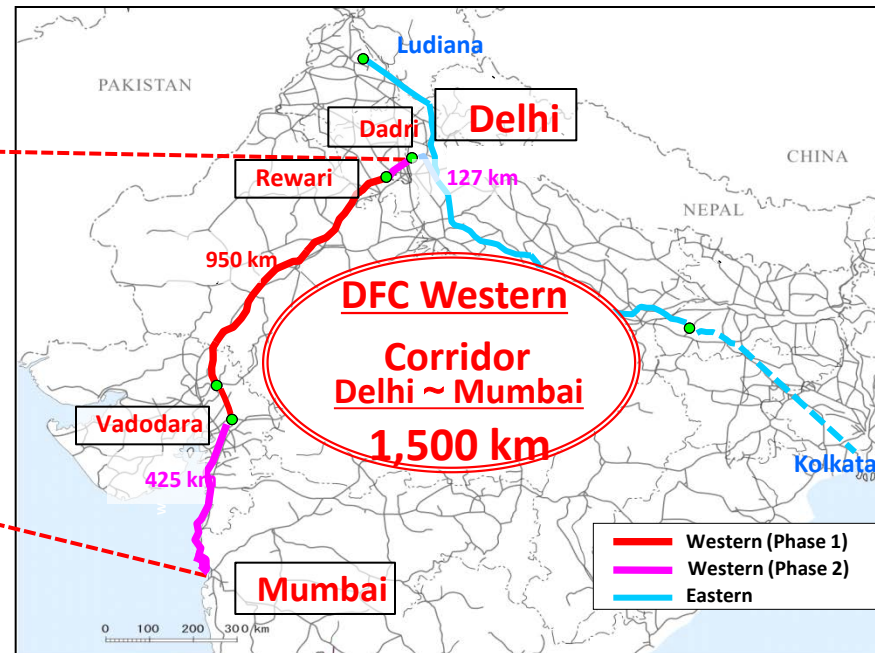 Ludiana
PAKISTAN
Dadri
Delhi
CHINA
Rewari
127 km
NEPAL
950 km
DFC Western
Corridor
Delhi ~ Mumbai
1,500 km
Vadodara
425 km
Kolkata
Western (Phase 1)
Western (Phase 2)
Eastern
Mumbai
0 100 200 300 km